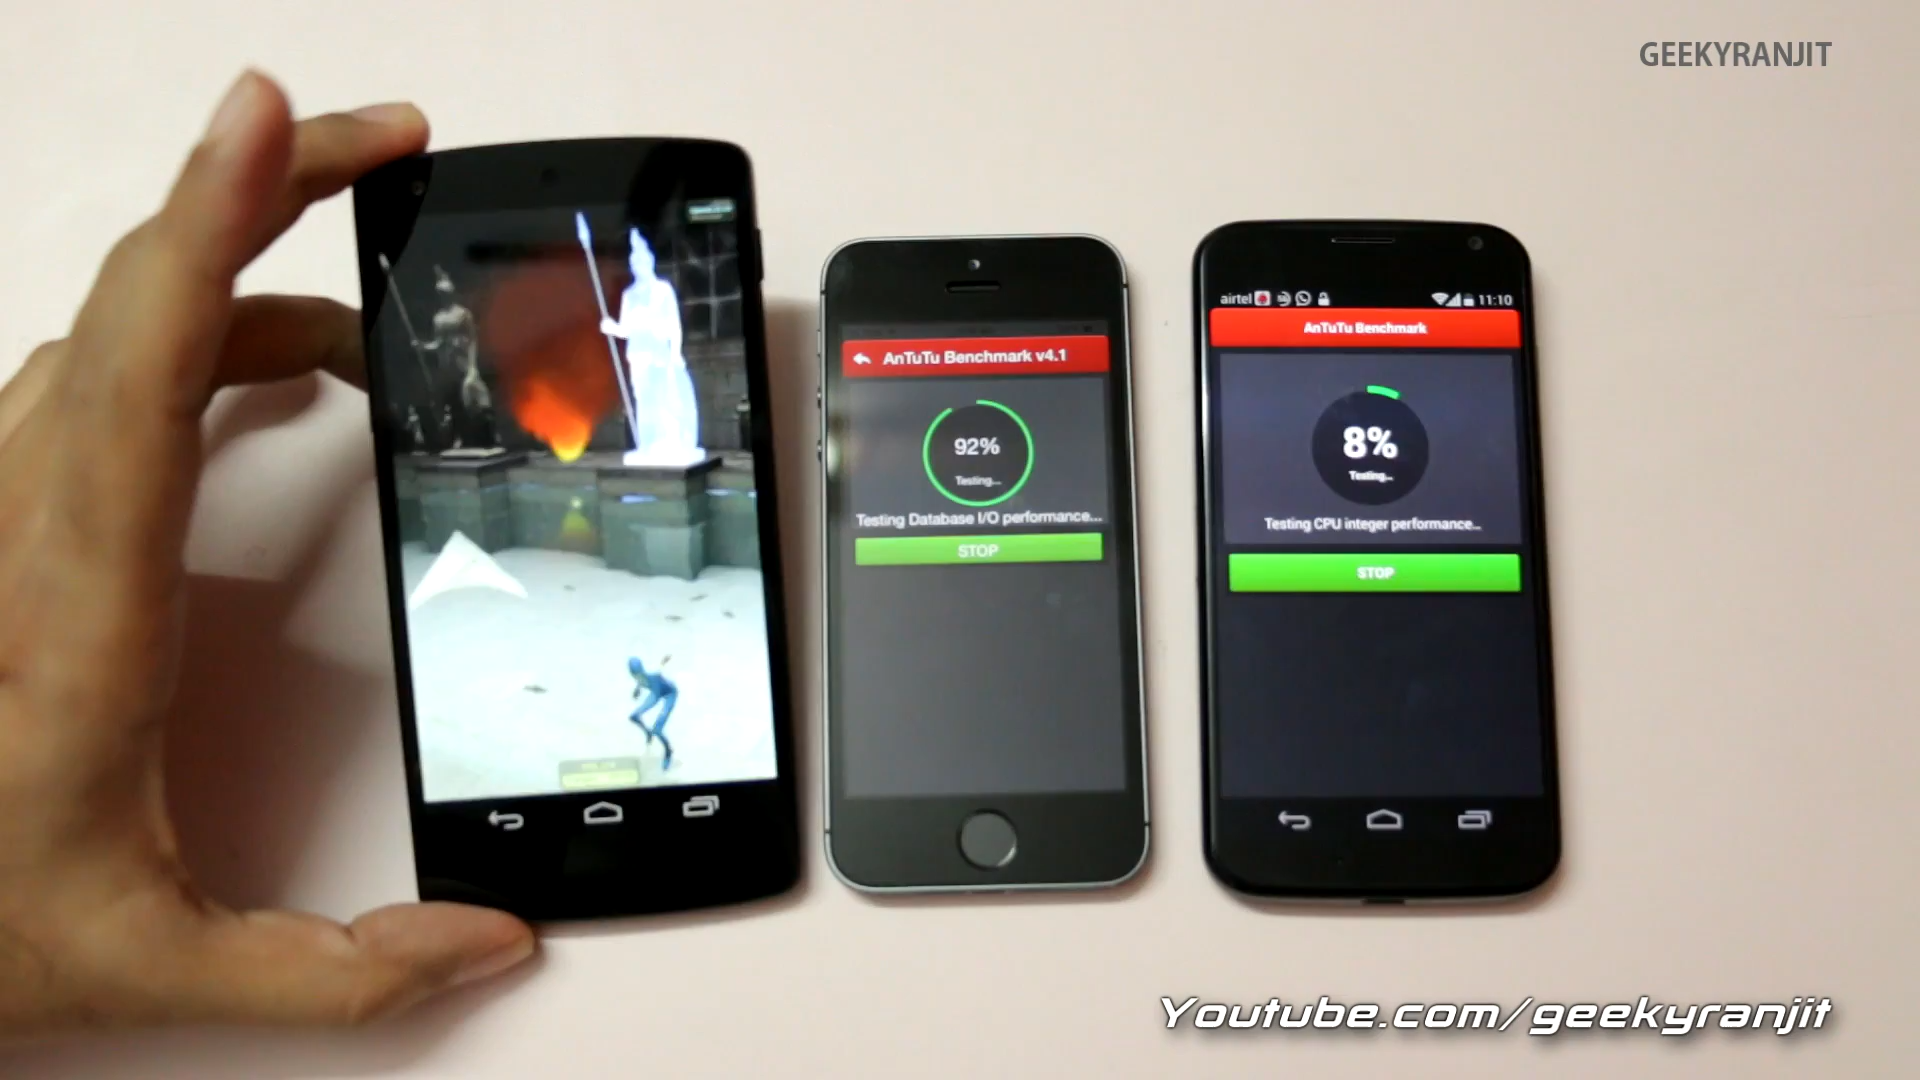 GEEKYRANJIT
AnTuTu Benchmark v4.1
92%
Testing...
Testing Database I/O performance...
STOP
airtel
11:10
AnTuTu Benchmark
8%
Testing...
Testing CPU integer performance...
STOP
Youtube.com/geekyranjit